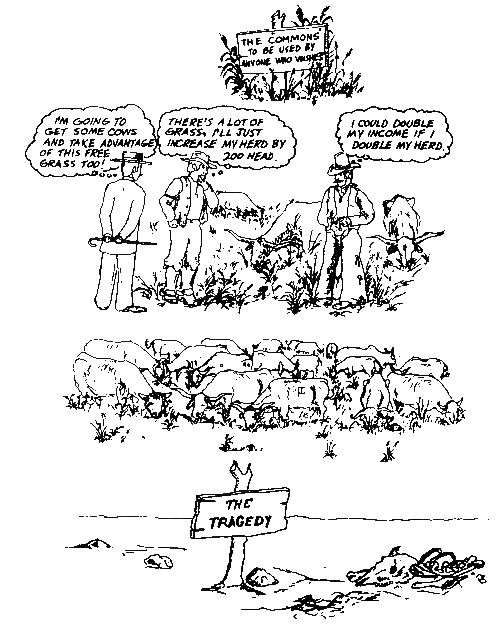 THE COMMONS
TO BE USED BY
ANYONE WHO WISHES
I'M GOING TO
GET SOME COWS
AND TAKE ADVANTAGE
OF THIS FREE
GRASS TOO!
THERE'S A LOT OF
GRASS, I'LL JUST
INCREASE MY HERD BY
200 HEAD.
I COULD DOUBLE
MY INCOME IF I
DOUBLE MY HERD.
THE
TRAGEDY